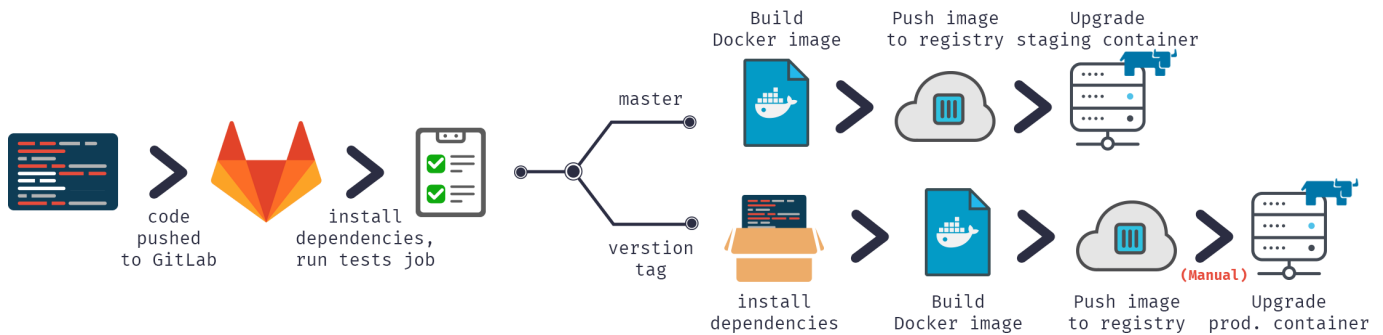 code
pushed
to GitLab
install
dependencies,
run tests job
master
Build
Docker image
Push image
to registry
Upgrade
staging container
verstion
tag
install
dependencies
Build
Docker image
Push image
to registry
(Manual)
Upgrade
prod. container